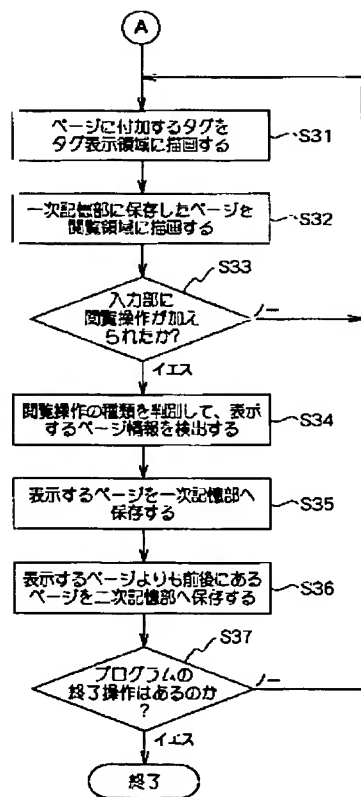 A
ページに付加するタグを
タグ表示領域に描画する
S31
一次記憶部に保存したページを
閲覧領域に描画する
S32
S33
入力部に
閲覧操作が加え
られたか?
ノー
イエス
閲覧操作の種類を判別して、表示
するページ情報を検出する
S34
表示するページを一次記憶部へ
保存する
S35
表示するページよりも前後にある
ページを二次記憶部へ保存する
S36
S37
プログラムの
終了操作はあるのか
?
ノー
イエス
終了